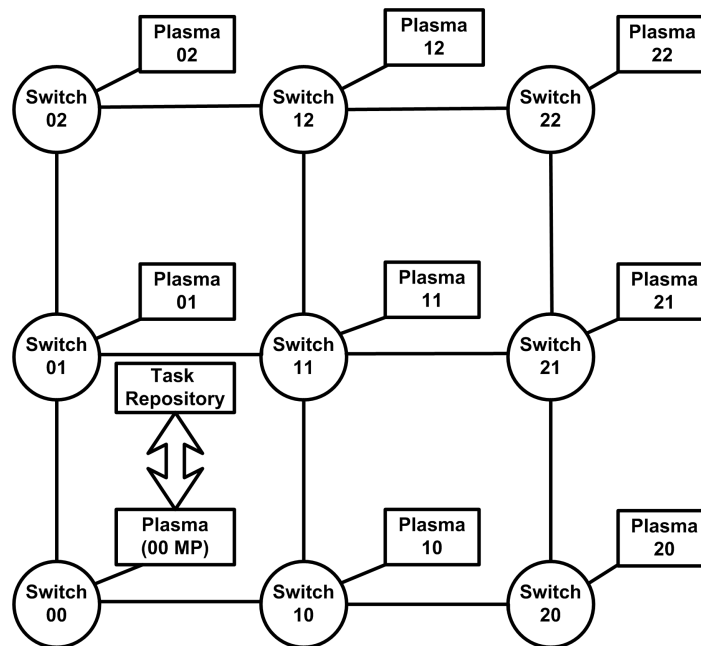 Plasma
02
Plasma
12
Plasma
22
Switch
02
Switch
12
Switch
22
Plasma
01
Plasma
11
Plasma
21
Switch
01
Switch
11
Switch
21
Task
Repository
Plasma
(00 MP)
Plasma
10
Plasma
20
Switch
00
Switch
10
Switch
20